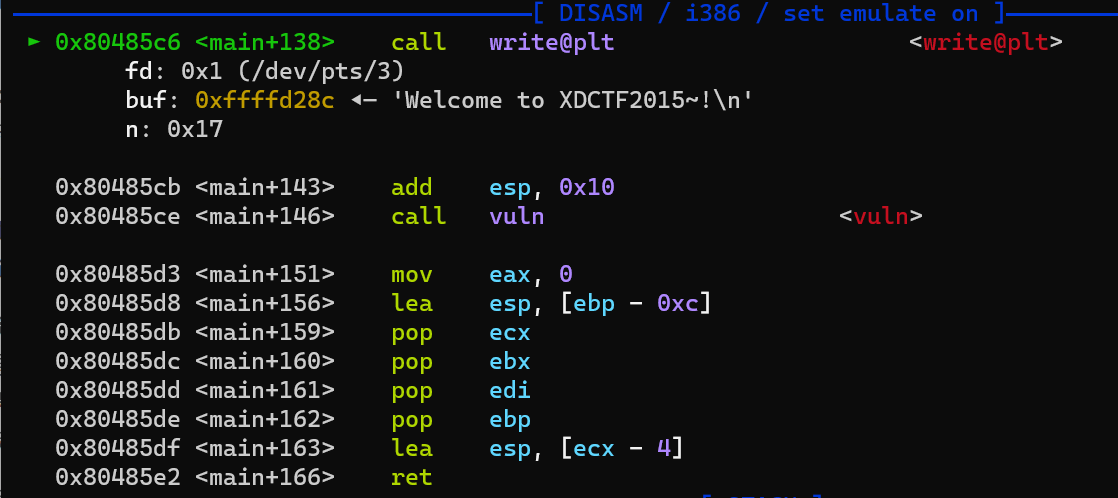 [ DISASM / i386 / set emulate on ]
► 0x80485c6 <main+138> call write@plt <write@plt>
fd: 0x1 (/dev/pts/3)
buf: 0xffffd28c ◂— 'Welcome to XDCTF2015~!\n'
n: 0x17
0x80485cb <main+143> add esp, 0x10
0x80485ce <main+146> call vuln <vuln>
0x80485d3 <main+151> mov eax, 0
0x80485d8 <main+156> lea esp, [ebp - 0xc]
0x80485db <main+159> pop ecx
0x80485dc <main+160> pop ebx
0x80485dd <main+161> pop edi
0x80485de <main+162> pop ebp
0x80485df <main+163> lea esp, [ecx - 4]
0x80485e2 <main+166> ret